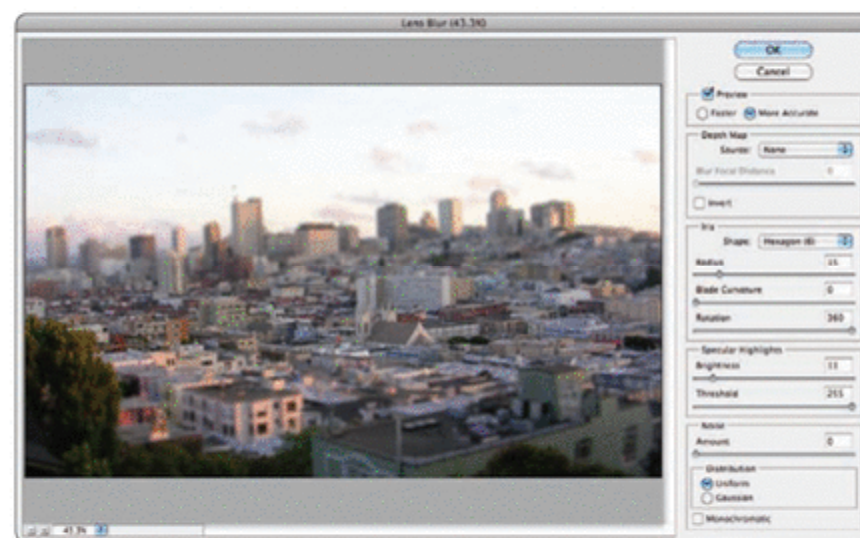 Lens Blur (43.3%)
OK
Cancel
Preview
Faster More Accurate
Depth Map
Source: None
Blur Focal Distance 0
Invert
Iris
Shape: Hexagon (6)
Radius 15
Blade Curvature 0
Rotation 360
Specular Highlights
Brightness 33
Threshold 255
Noise
Amount 0
Distribution
Uniform
Gaussian
Monochromatic
43.3%